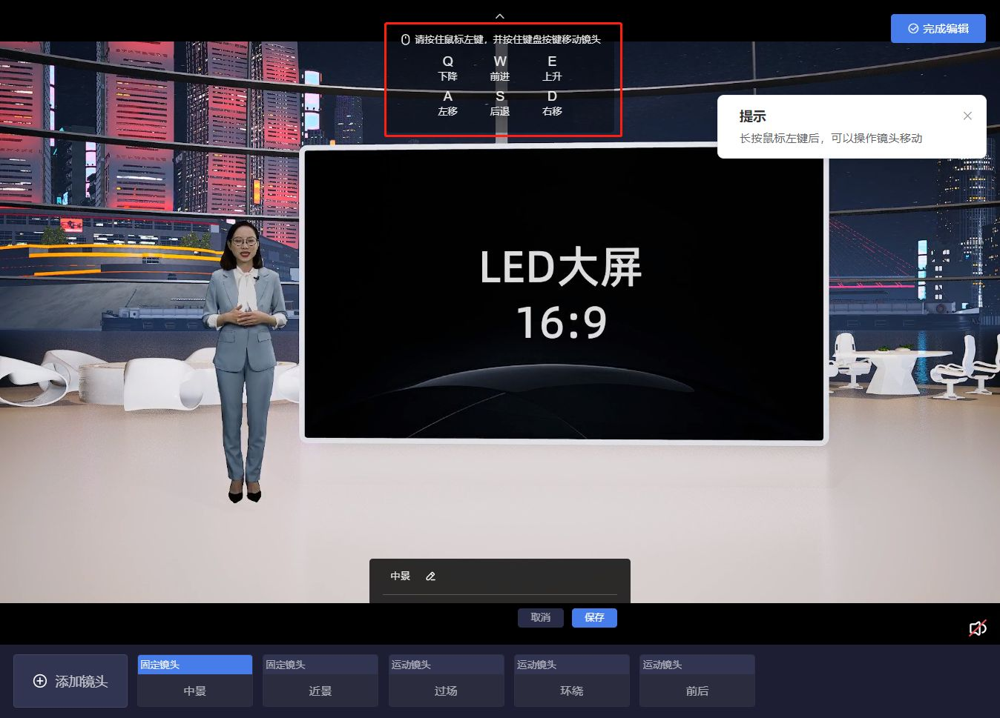 请按住鼠标左键，并按住键盘按键移动镜头
Q W E
下降 前进 上升
A S D
左移 后退 右移
完成编辑
提示
长按鼠标左键后，可以操作镜头移动
LED大屏
16:9
中景
取消 保存
添加镜头
固定镜头
中景
固定镜头
近景
运动镜头
过场
运动镜头
环绕
运动镜头
前后